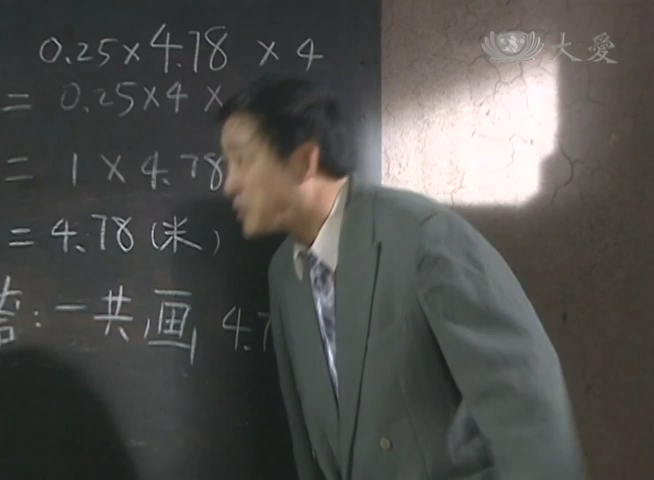 0.25×4.78 ×4
= 0.25×4×
= 1×4.78
= 4.78(米)
答:一共画 4.7
大愛